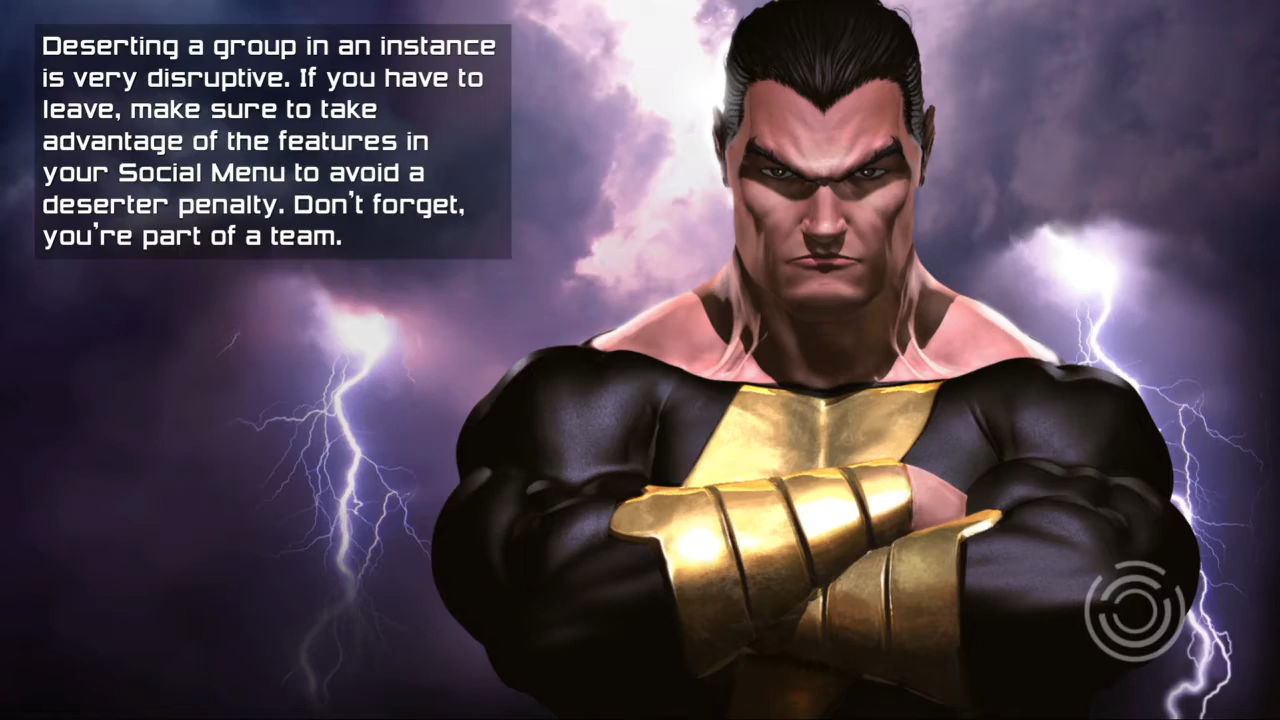 Deserting a group in an instance
is very disruptive. If you have to
leave, make sure to take
advantage of the features in
your Social Menu to avoid a
deserter penalty. Don't forget,
you're part of a team.